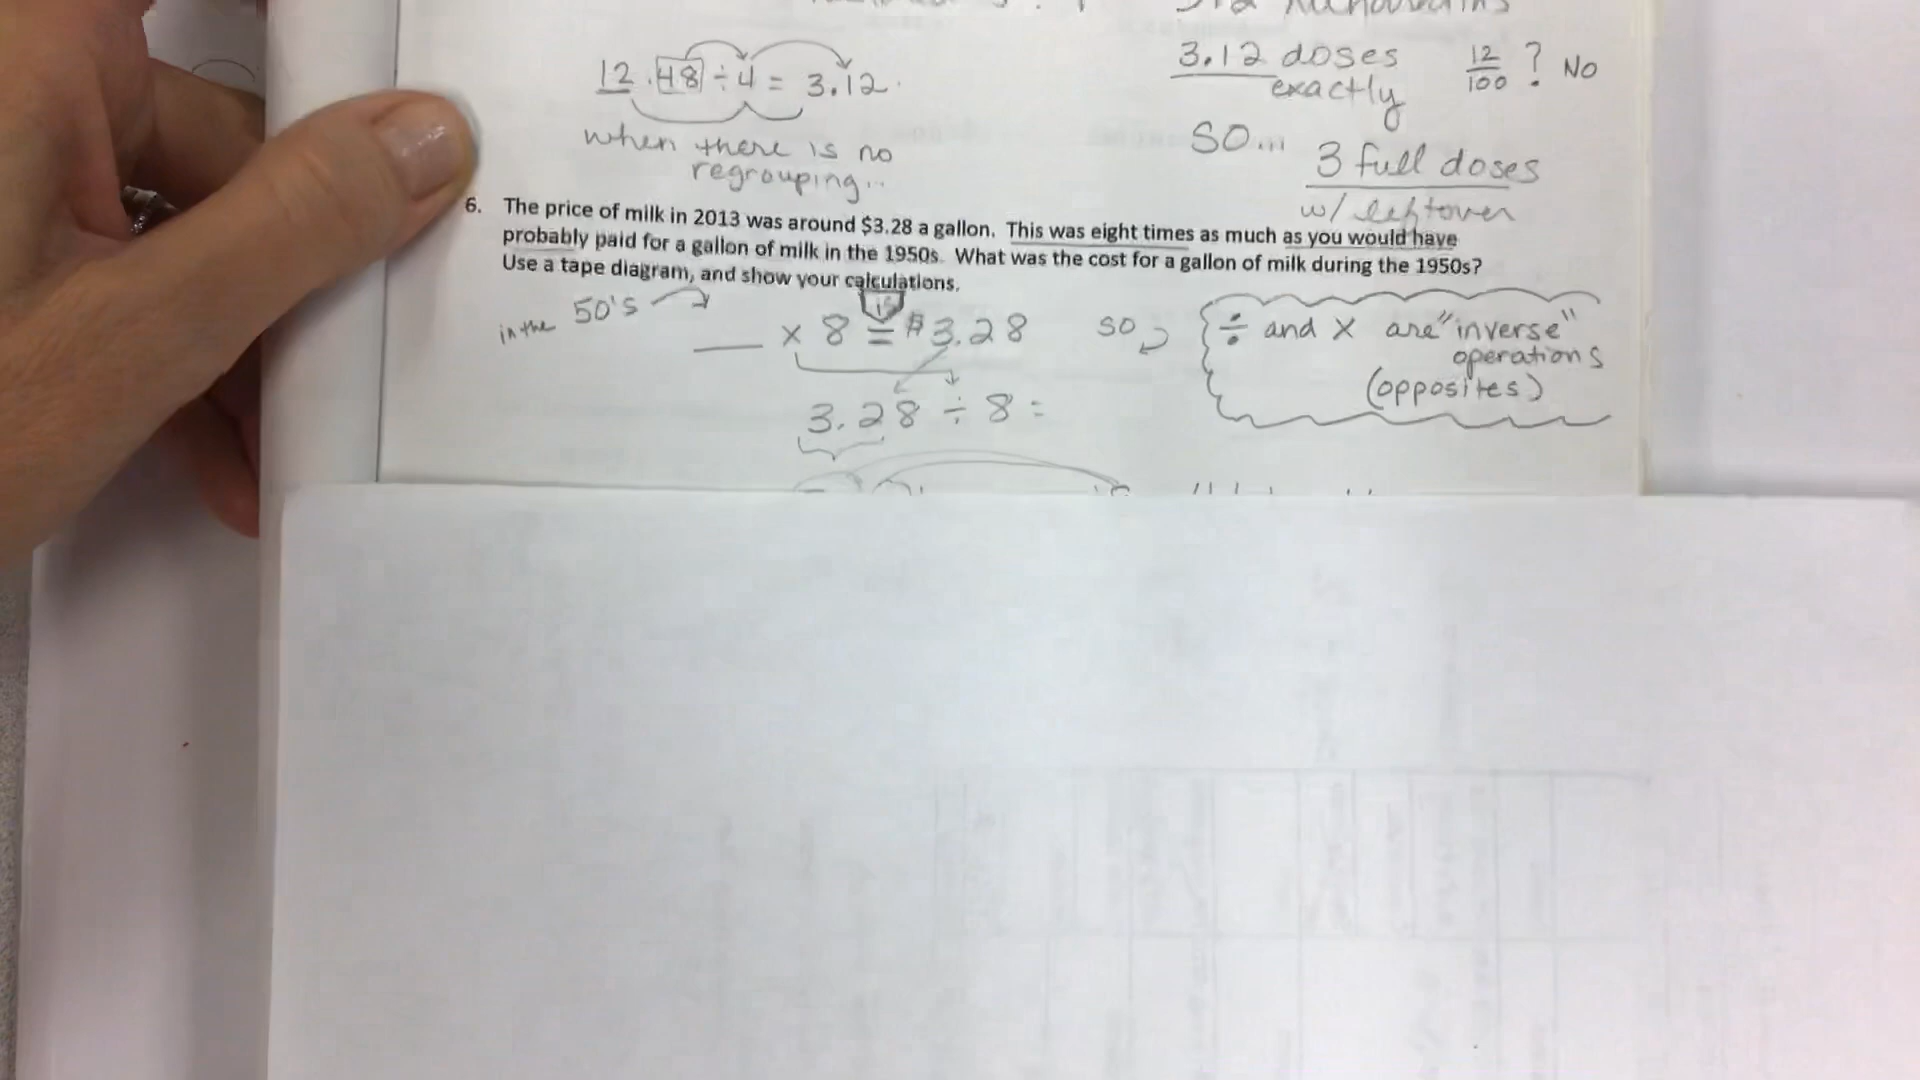 3.12 doses
exactly
12/100 ? No
12.48 ÷ 4 = 3.12
when there is no
regrouping..
SO...
3 full doses
w/ leftover
6. The price of milk in 2013 was around $3.28 a gallon. This was eight times as much as you would have
probably paid for a gallon of milk in the 1950s. What was the cost for a gallon of milk during the 1950s?
Use a tape diagram, and show your calculations.
in the 50's
is
___ x 8 = $3.28
so
÷ and X are "inverse"
operations
(opposites)
3.28 ÷ 8 =